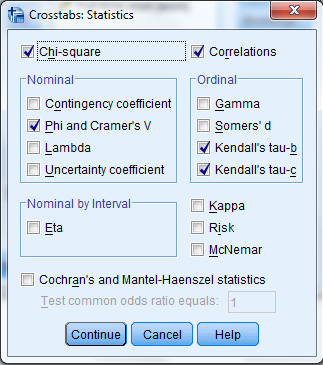 Crosstabs: Statistics
Chi-square
Correlations
Nominal
Contingency coefficient
Phi and Cramer's V
Lambda
Uncertainty coefficient
Ordinal
Gamma
Somers' d
Kendall's tau-b
Kendall's tau-c
Nominal by Interval
Eta
Kappa
Risk
McNemar
Cochran's and Mantel-Haenszel statistics
Test common odds ratio equals: 1
Continue Cancel Help